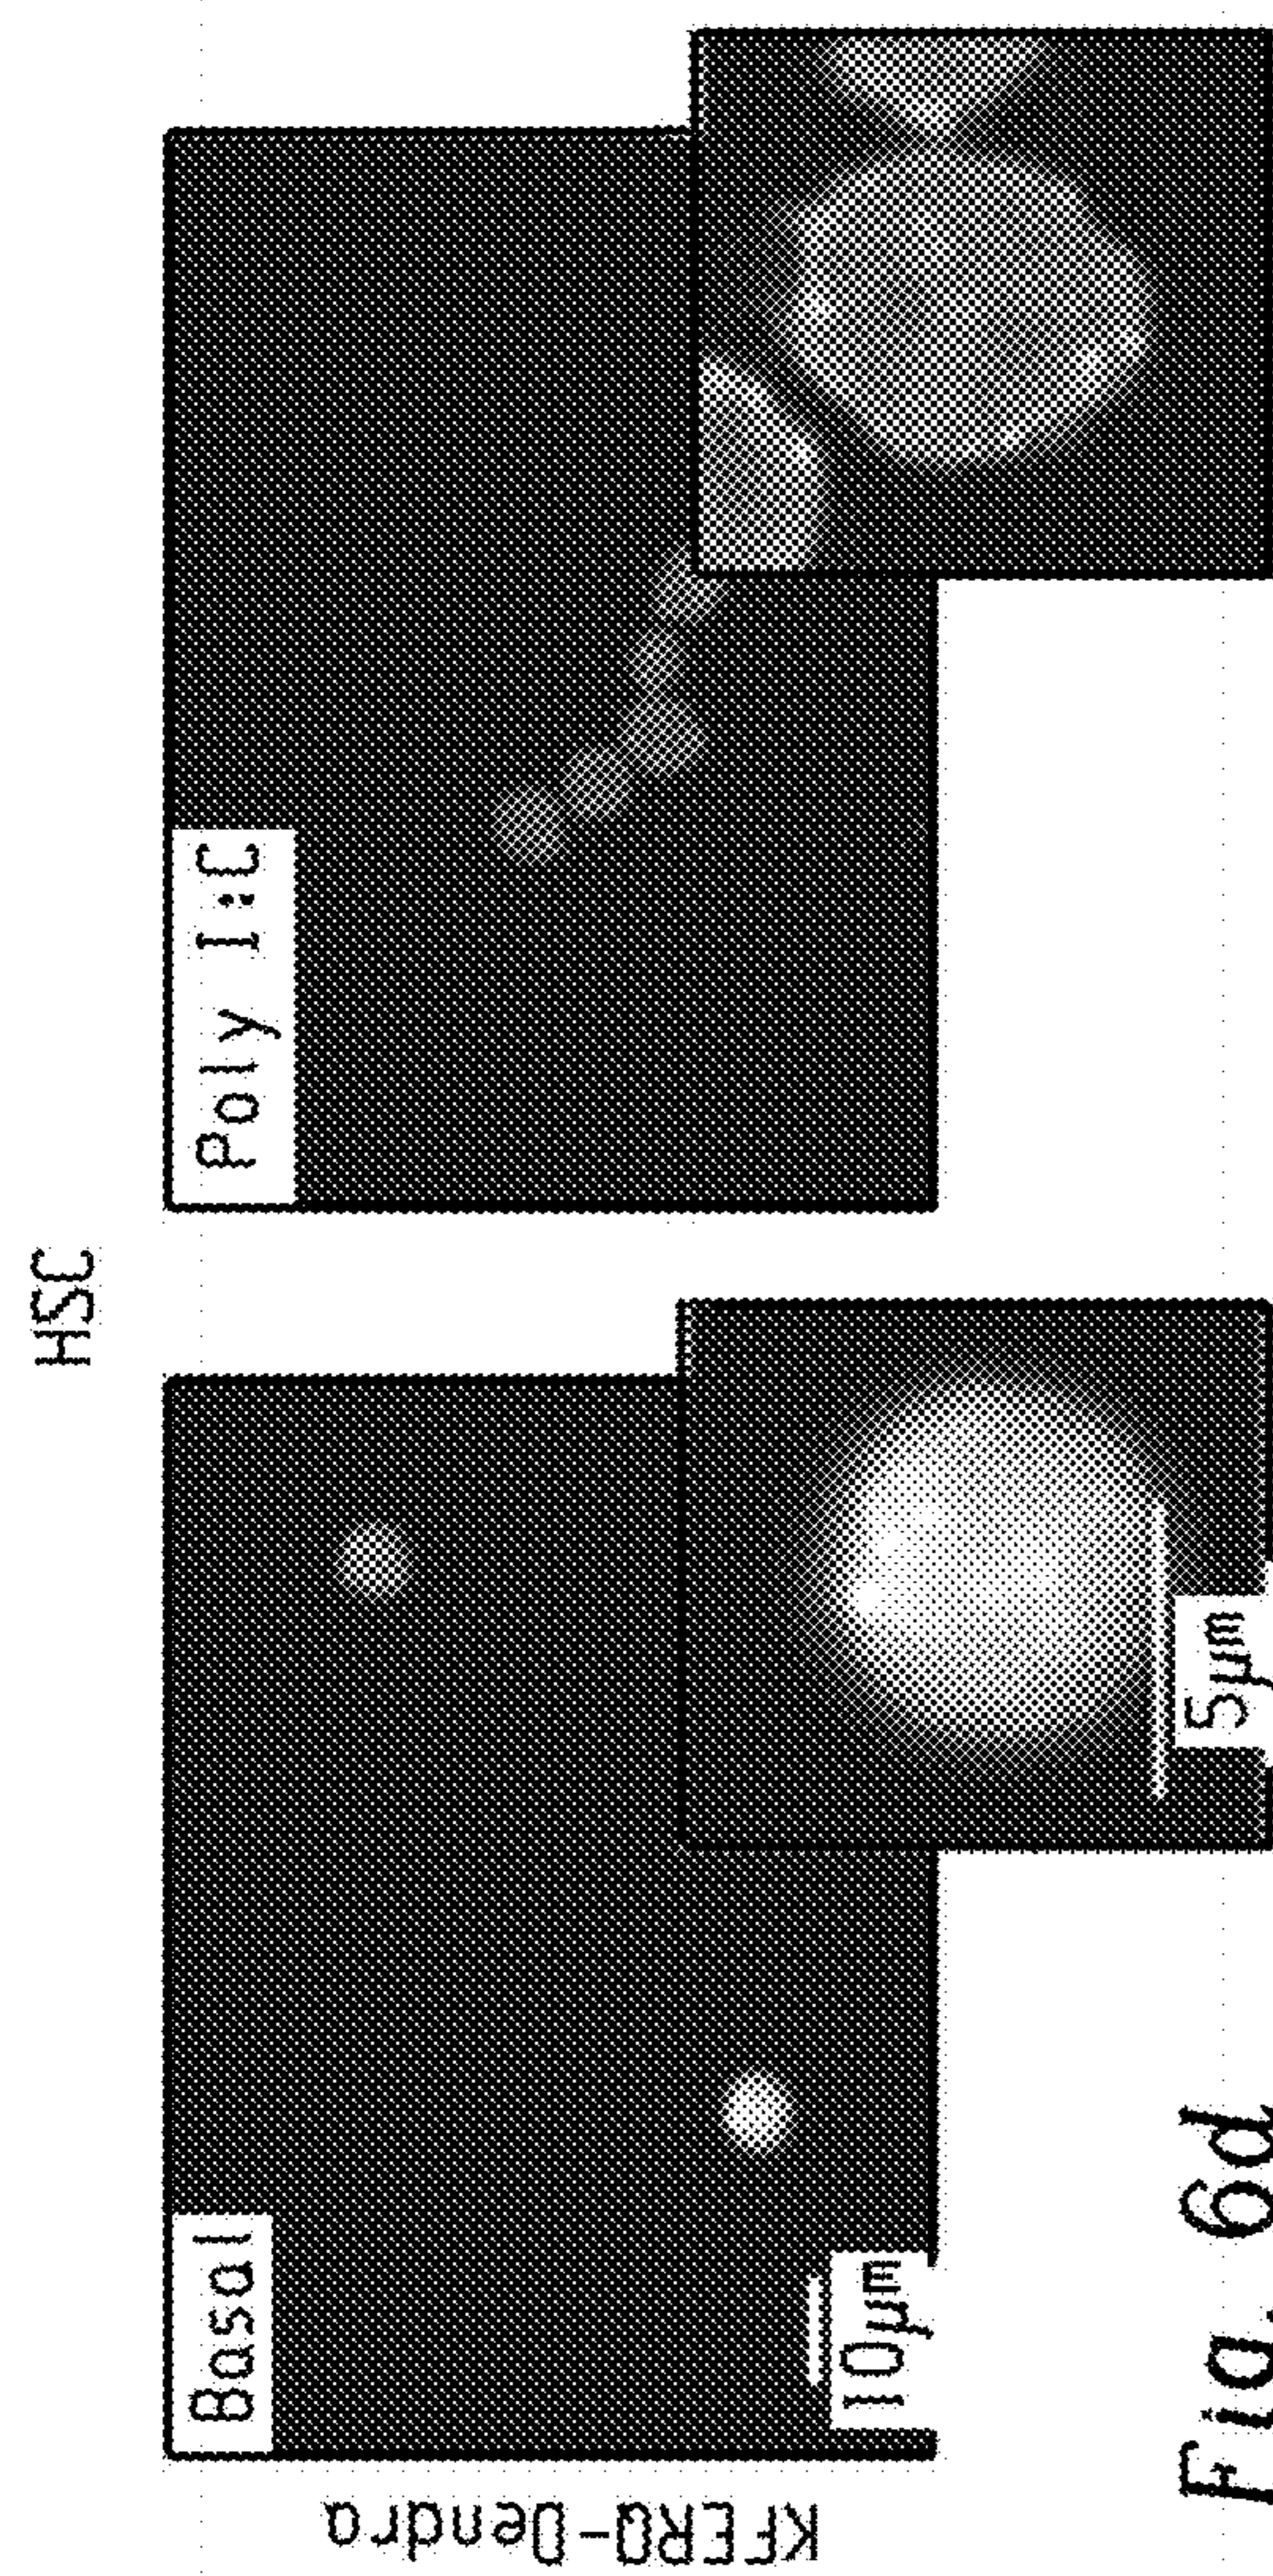 HSC
KFERQ-Dendra
Basal
10µm
5µm
Poly I:C
Fig. 6d